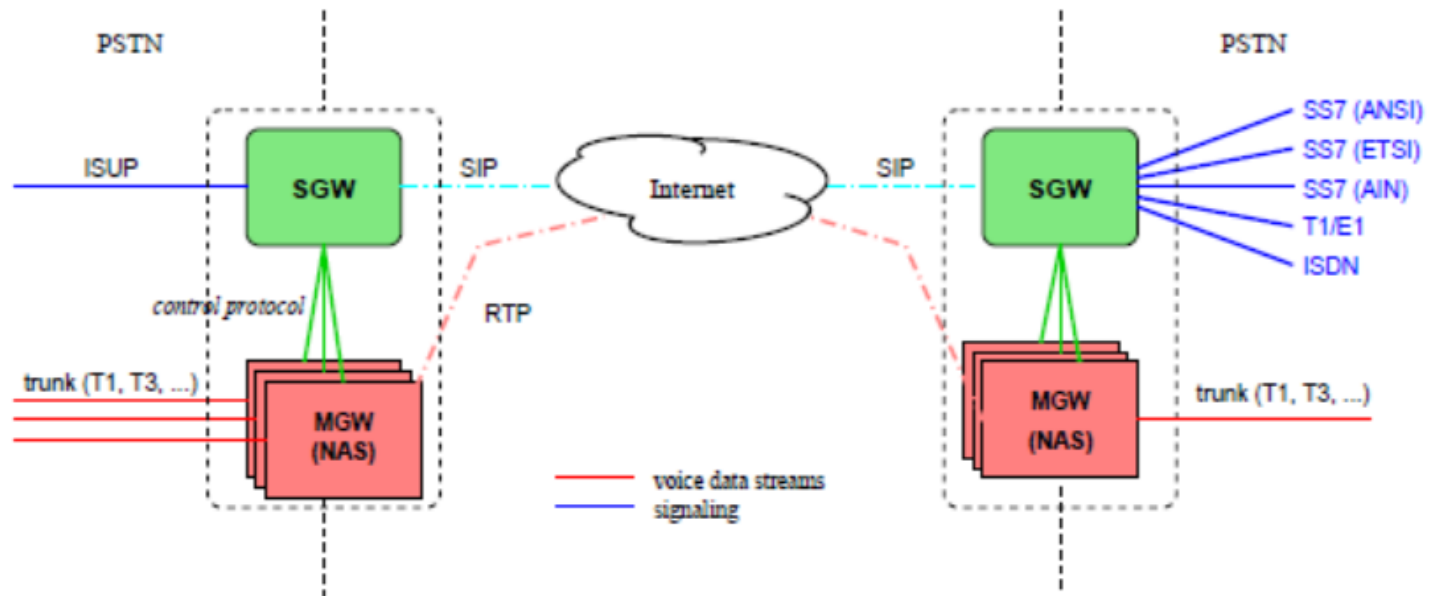 PSTN
PSTN
SS7 (ANSI)
ISUP
SGW
SIP
Internet
SIP
SGW
SS7 (ETSI)
SS7 (AIN)
T1/E1
ISDN
control protocol
RTP
trunk (T1, T3, ...)
MGW
(NAS)
MGW
(NAS)
trunk (T1, T3, ...)
voice data streams
signaling